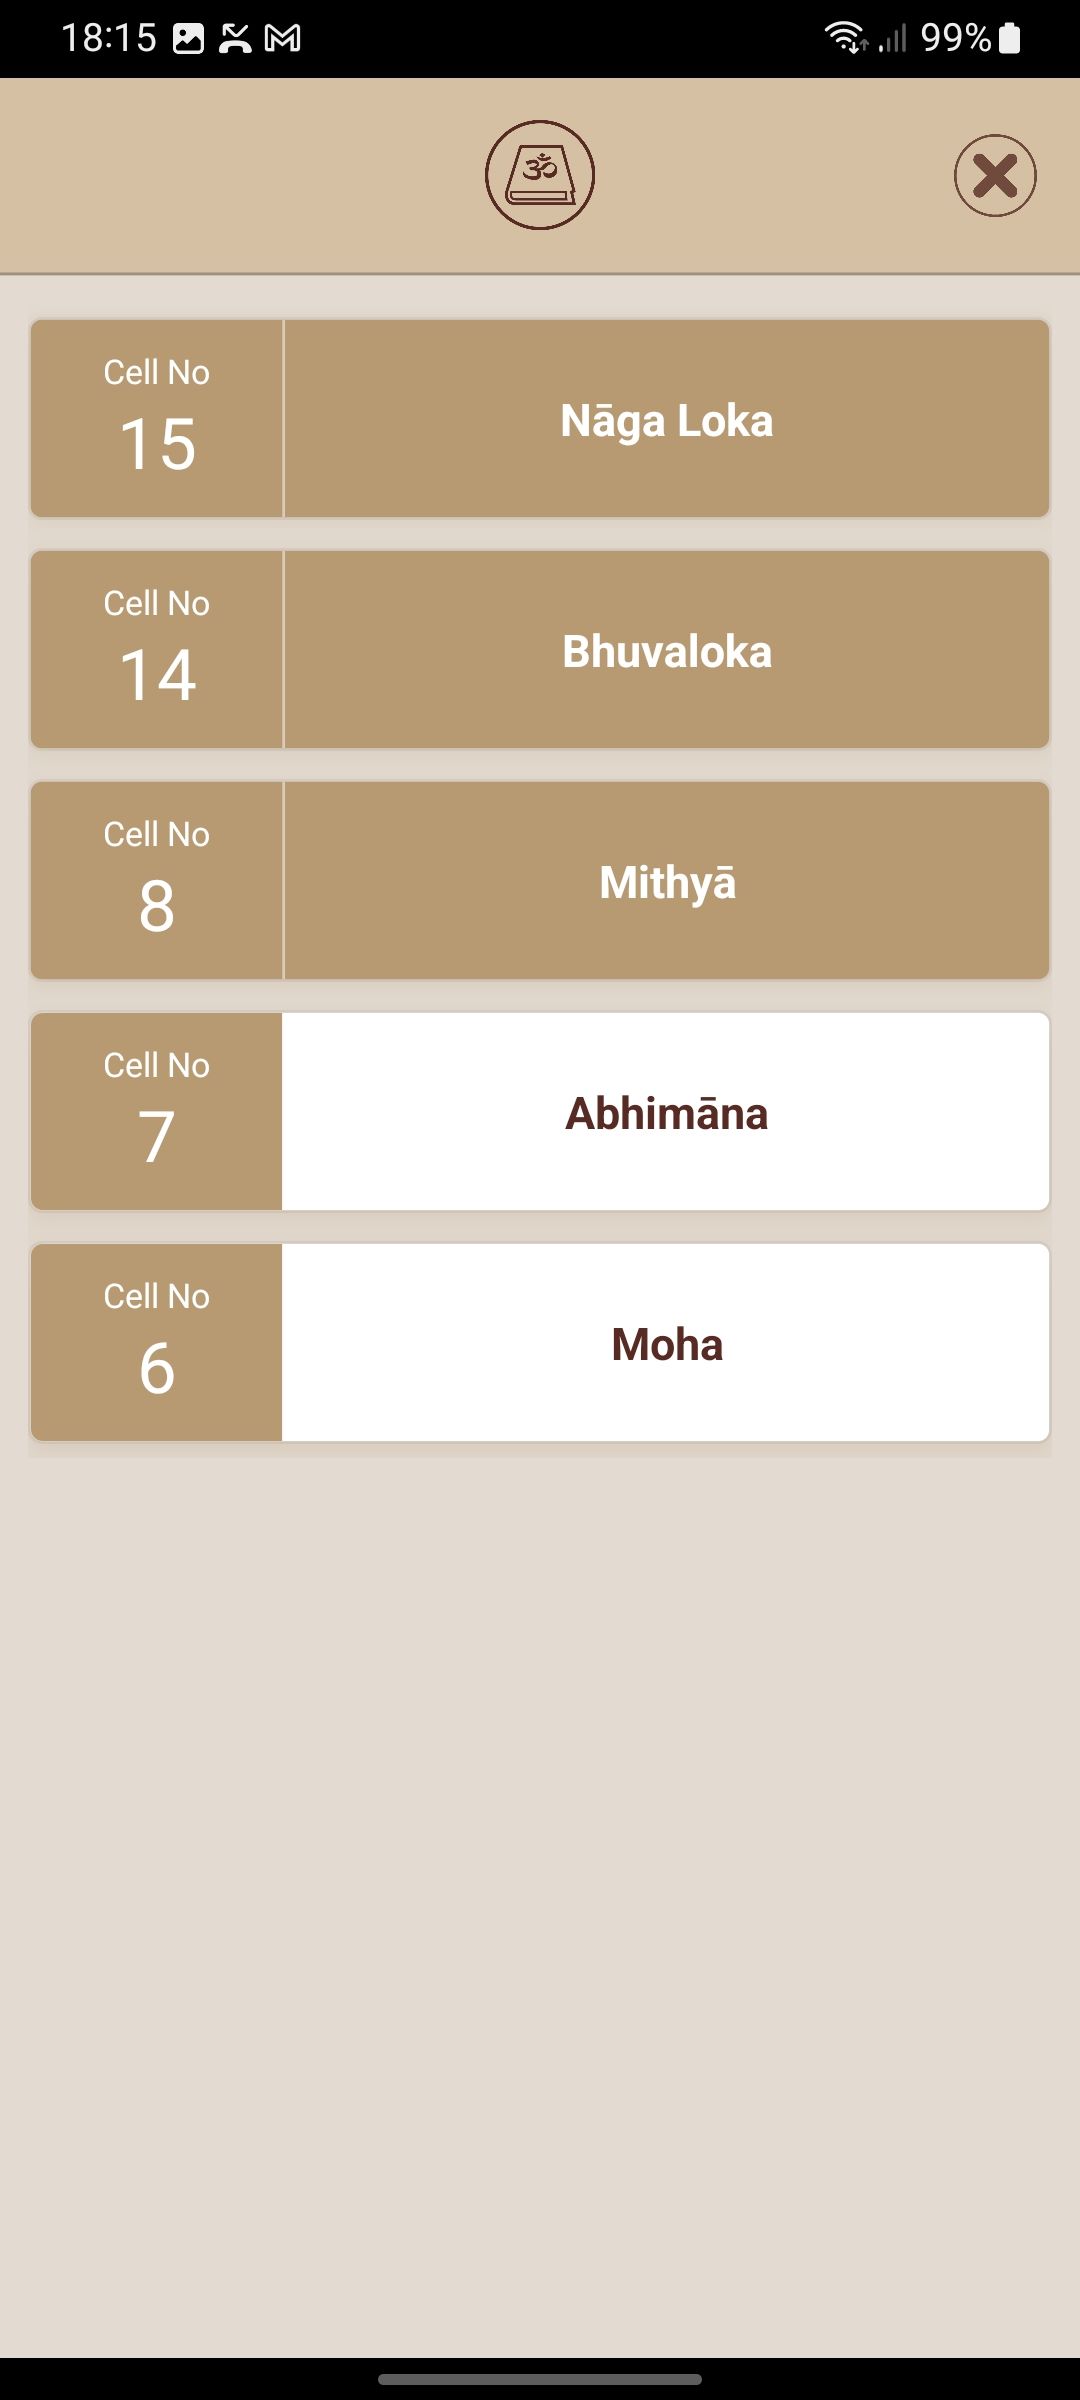 18:15 99%
ॐ
Cell No
15
Nāga Loka
Cell No
14
Bhuvaloka
Cell No
8
Mithyā
Cell No
7
Abhimāna
Cell No
6
Moha